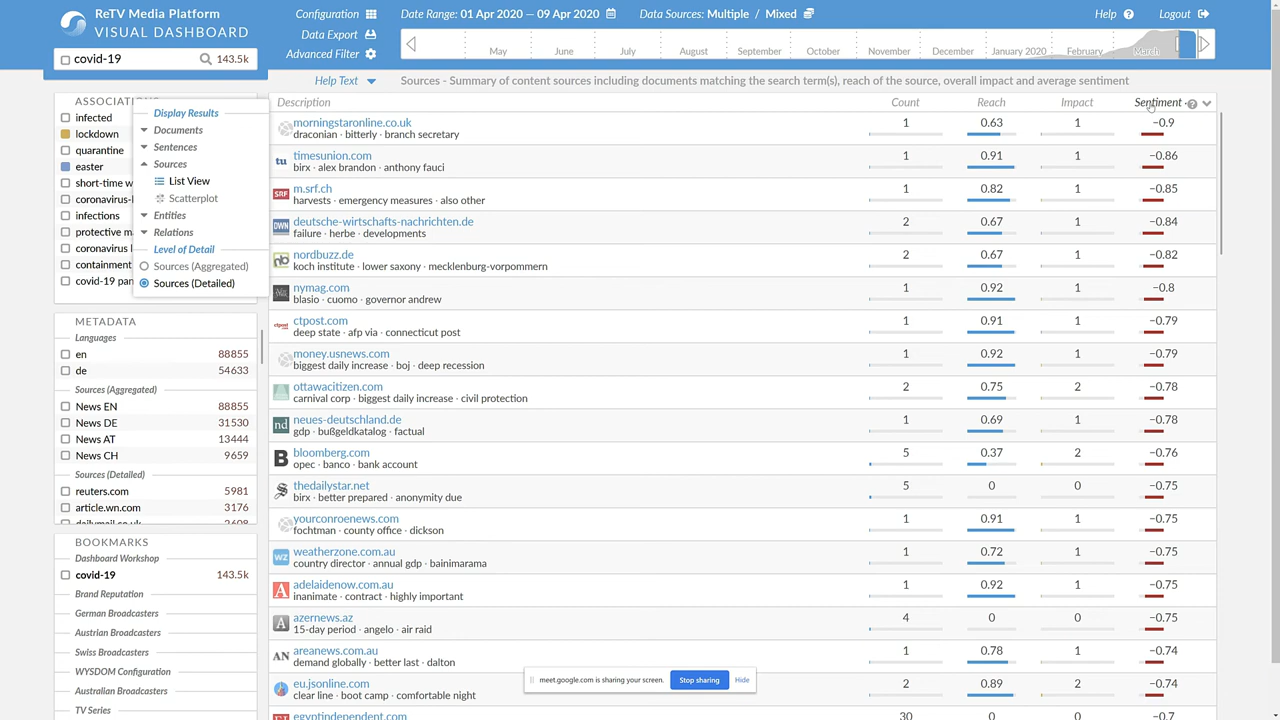 ReTV Media Platform
VISUAL DASHBOARD
covid-19 143.5k
Configuration
Data Export
Advanced Filter
Help Text
Date Range: 01 Apr 2020 — 09 Apr 2020
Data Sources: Multiple / Mixed
Help
Logout
May June July August September October November December January 2020 February March
Sources - Summary of content sources including documents matching the search term(s), reach of the source, overall impact and average sentiment
infected
lockdown
quarantine
easter
short-time w
coronavirus-
infections
protective m
coronavirus
containment
covid-19 pan
Display Results
Documents
Sentences
Sources
List View
Scatterplot
Entities
Relations
Level of Detail
Sources (Aggregated)
Sources (Detailed)
METADATA
Languages
en 88855
de 54633
Sources (Aggregated)
News EN 88855
News DE 31530
News AT 13444
News CH 9659
Sources (Detailed)
reuters.com 5981
article.wn.com 3176
BOOKMARKS
Dashboard Workshop
covid-19 143.5k
Brand Reputation
German Broadcasters
Austrian Broadcasters
Swiss Broadcasters
WYSDOM Configuration
Australian Broadcasters
TV Series
Description Count Reach Impact Sentiment
morningstaronline.co.uk 1 0.63 1 −0.9
draconian · bitterly · branch secretary
timesunion.com 1 0.91 1 −0.86
birx · alex brandon · anthony fauci
m.srf.ch 1 0.82 1 −0.85
harvests · emergency measures · also other
deutsche-wirtschafts-nachrichten.de 2 0.67 1 −0.84
failure · herbe · developments
nordbuzz.de 2 0.67 1 −0.82
koch institute · lower saxony · mecklenburg-vorpommern
nymag.com 1 0.92 1 −0.8
blasio · cuomo · governor andrew
ctpost.com 1 0.91 1 −0.79
deep state · afp via · connecticut post
money.usnews.com 1 0.92 1 −0.79
biggest daily increase · boj · deep recession
ottawacitizen.com 2 0.75 2 −0.78
carnival corp · biggest daily increase · civil protection
neues-deutschland.de 1 0.69 1 −0.78
gdp · bußgeldkatalog · factual
bloomberg.com 5 0.37 2 −0.76
opec · banco · bank account
thedailystar.net 5 0 0 −0.75
birx · better prepared · anonymity due
yourconroenews.com 1 0.91 1 −0.75
fochtman · county office · dickson
weatherzone.com.au 1 0.72 1 −0.75
country director · annual gdp · bainimarama
adelaidenow.com.au 1 0.92 1 −0.75
inanimate · contract · highly important
azernews.az 4 0 0 −0.75
15-day period · angelo · air raid
areanews.com.au 1 0.78 1 −0.74
demand globally · better last · dalton
eu.jsonline.com 2 0.89 2 −0.74
clear line · boot camp · comfortable night
egyptindependent.com 30 0 0 −0.7
meet.google.com is sharing your screen. Stop sharing Hide